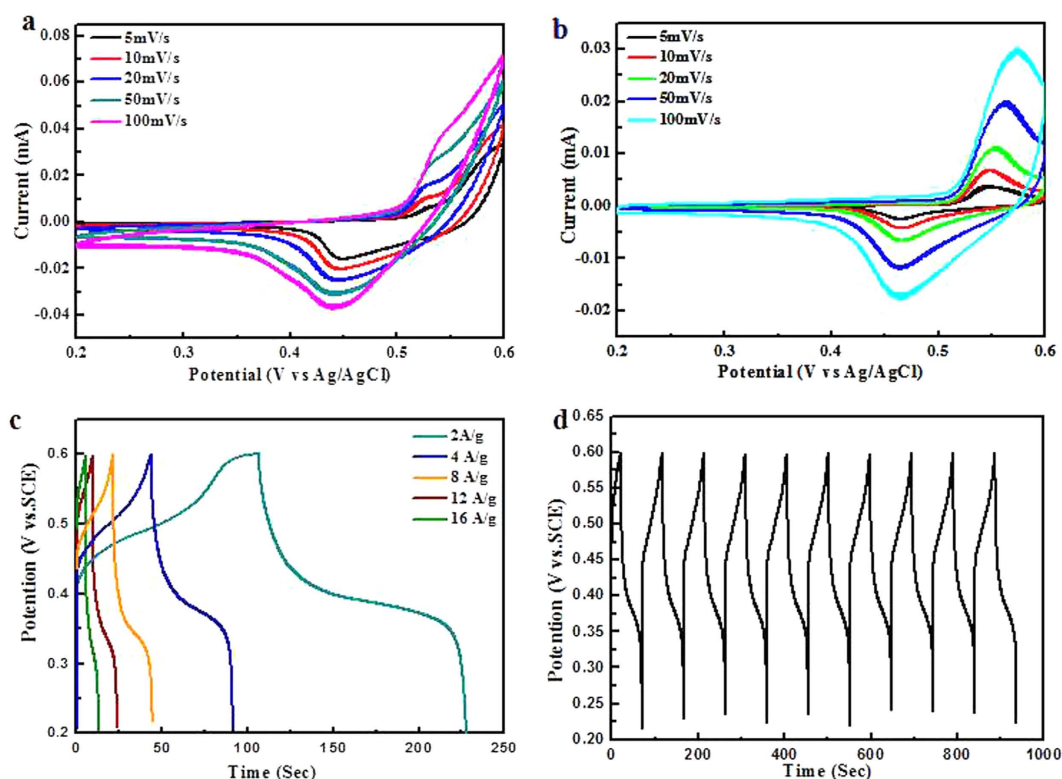 a
5mV/s
10mV/s
20mV/s
50mV/s
100mV/s
0.08
0.06
0.04
0.02
0.00
-0.02
-0.04
Current (mA)
0.2 0.3 0.4 0.5 0.6
Potential (V vs Ag/AgCl)
b
5mV/s
10mV/s
20mV/s
50mV/s
100mV/s
0.03
0.02
0.01
0.00
-0.01
-0.02
Current (mA)
0.2 0.3 0.4 0.5 0.6
Potential (V vs Ag/AgCl)
c
2A/g
4 A/g
8 A/g
12 A/g
16 A/g
0.6
0.5
0.4
0.3
0.2
Potention (V vs.SCE)
0 50 100 150 200 250
Time (Sec)
d
0.65
0.60
0.55
0.50
0.45
0.40
0.35
0.30
0.25
0.20
Potention (V vs.SCE)
0 200 400 600 800 1000
Time (Sec)